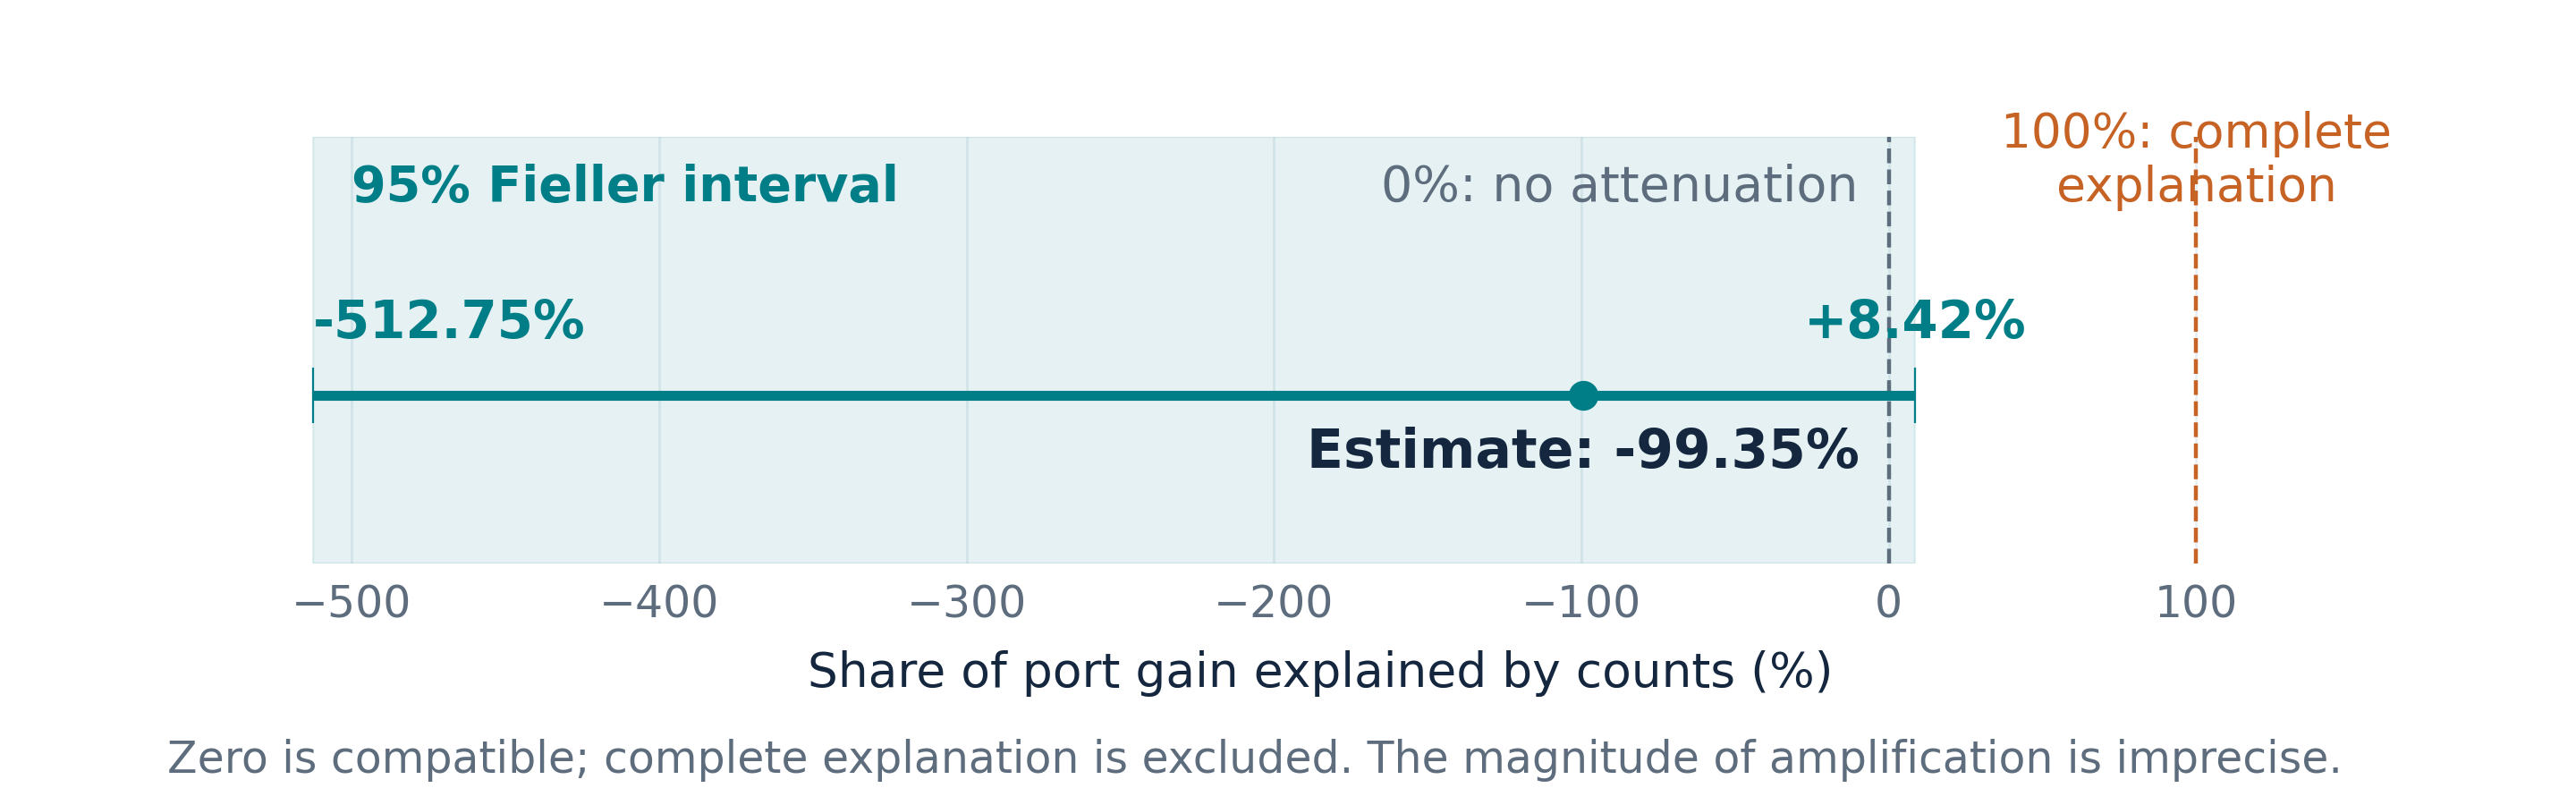 100%: complete
explanation
95% Fieller interval
0%: no attenuation
-512.75%
+8.42%
Estimate: -99.35%
−500
−400
−300
−200
−100
0
100
Share of port gain explained by counts (%)
Zero is compatible; complete explanation is excluded. The magnitude of amplification is imprecise.